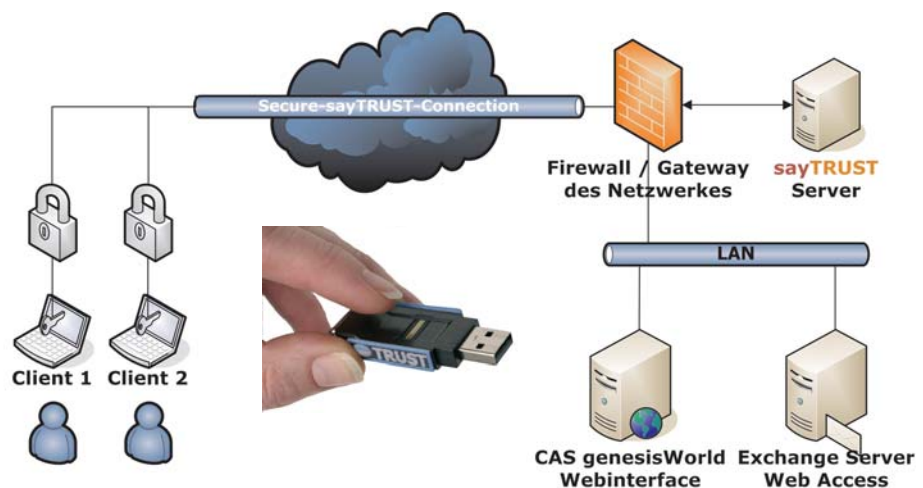 Secure-sayTRUST-Connection
Firewall / Gateway
des Netzwerkes
sayTRUST
Server
LAN
TRUST
Client 1
Client 2
CAS genesisWorld
Webinterface
Exchange Server
Web Access